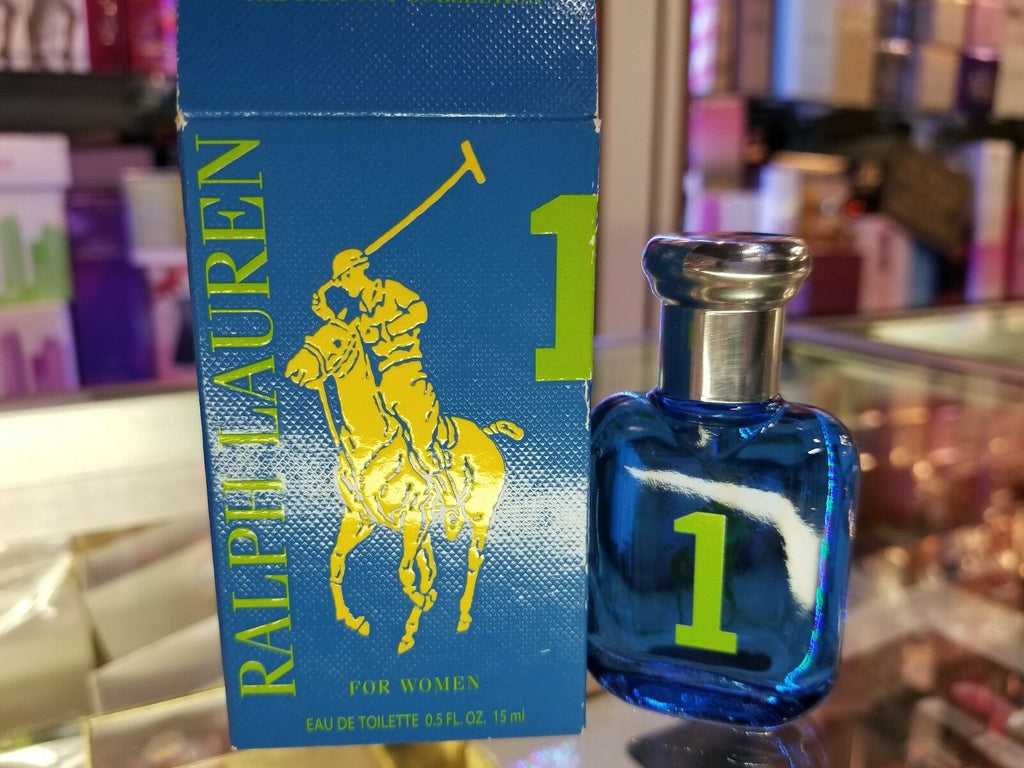 RALPH LAUREN
1
FOR WOMEN
EAU DE TOILETTE 0.5 FL. OZ. 15 ml
1